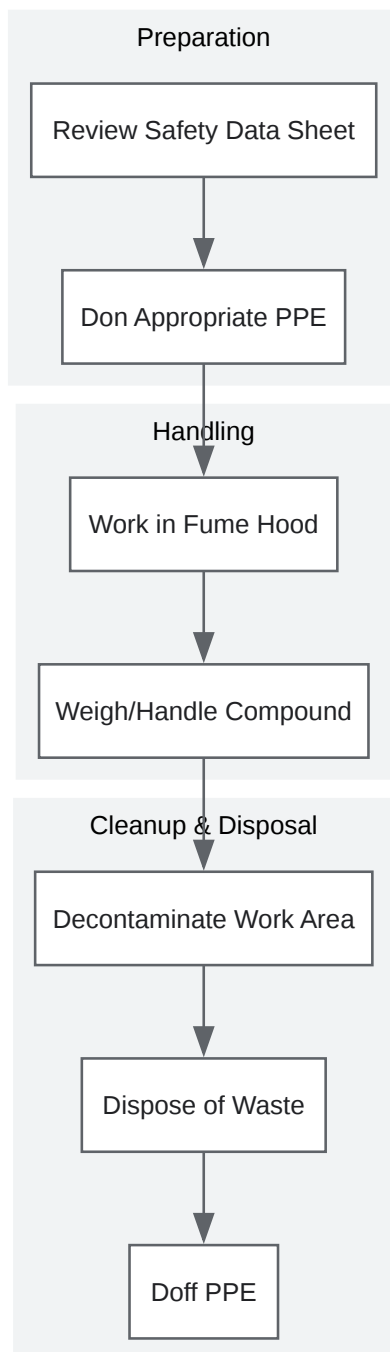 Preparation
Review Safety Data Sheet
Don Appropriate PPE
Handling
Work in Fume Hood
Weigh/Handle Compound
Cleanup & Disposal
Decontaminate Work Area
Dispose of Waste
Doff PPE